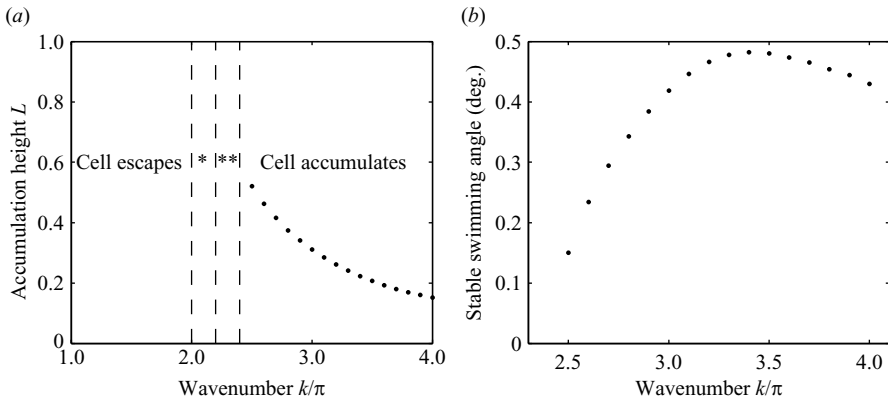 (a)
1.0
0.8
0.6
0.4
0.2
0
Accumulation height L
Cell escapes * ** Cell accumulates
1.0 2.0 3.0 4.0
Wavenumber k/π
(b)
0.5
0.4
0.3
0.2
0.1
0
Stable swimming angle (deg.)
2.5 3.0 3.5 4.0
Wavenumber k/π